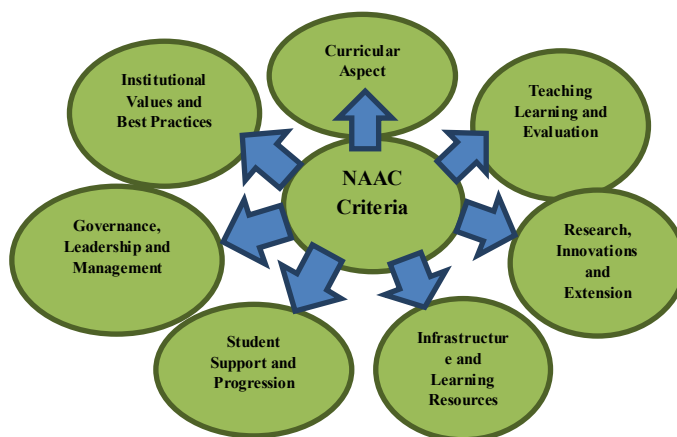 Curricular
Aspect
Institutional
Values and
Best Practices
Teaching
Learning and
Evaluation
NAAC
Criteria
Governance,
Leadership and
Management
Research,
Innovations
and
Extension
Student
Support and
Progression
Infrastructur
e and
Learning
Resources